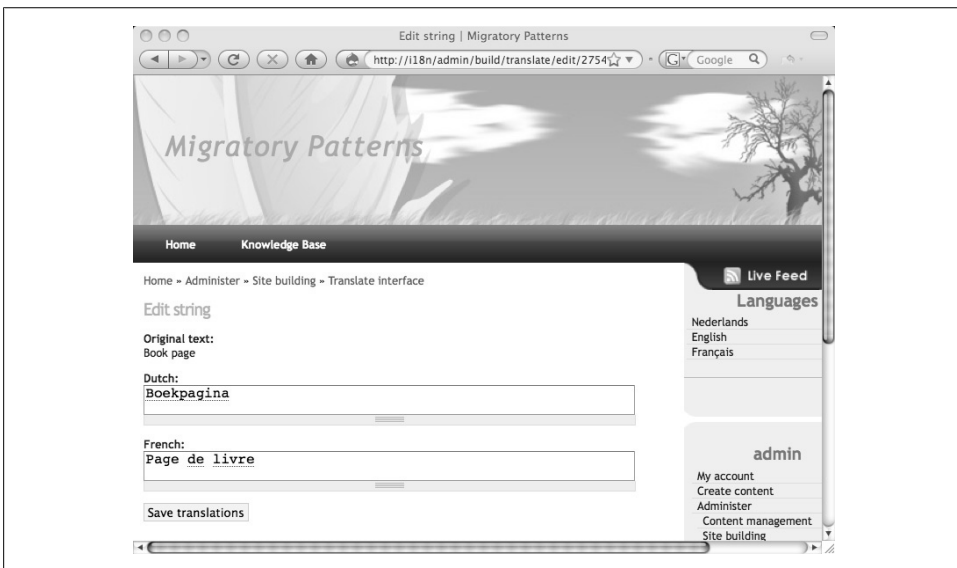 Edit string | Migratory Patterns
http://i18n/admin/build/translate/edit/2754
G Google
Migratory Patterns
Home Knowledge Base
Home » Administer » Site building » Translate interface
Edit string
Original text:
Book page
Dutch:
Boekpagina
French:
Page de livre
Save translations
Live Feed
Languages
Nederlands
English
Français
admin
My account
Create content
Administer
Content management
Site building